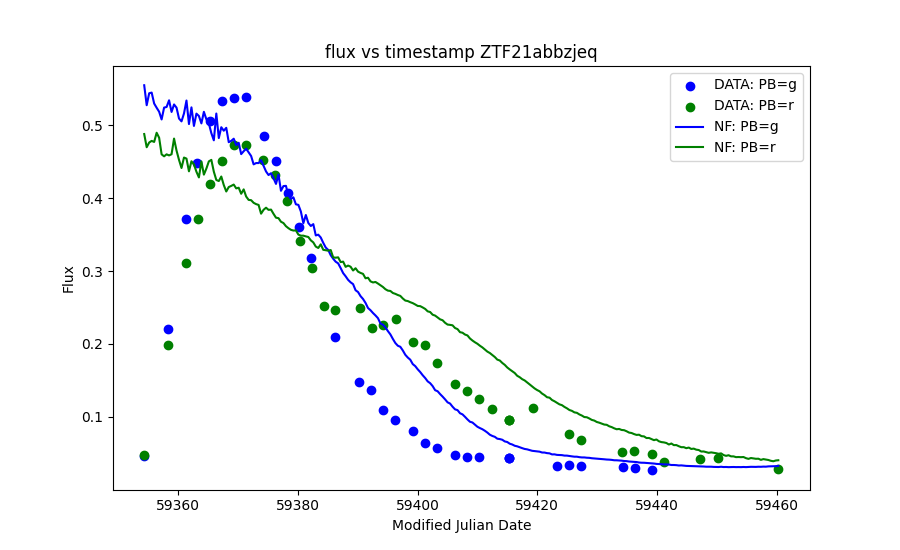 flux vs timestamp ZTF21abbzjeq
DATA: PB=g
DATA: PB=r
NF: PB=g
NF: PB=r
0.5
0.4
0.3
0.2
0.1
Flux
59360 59380 59400 59420 59440 59460
Modified Julian Date